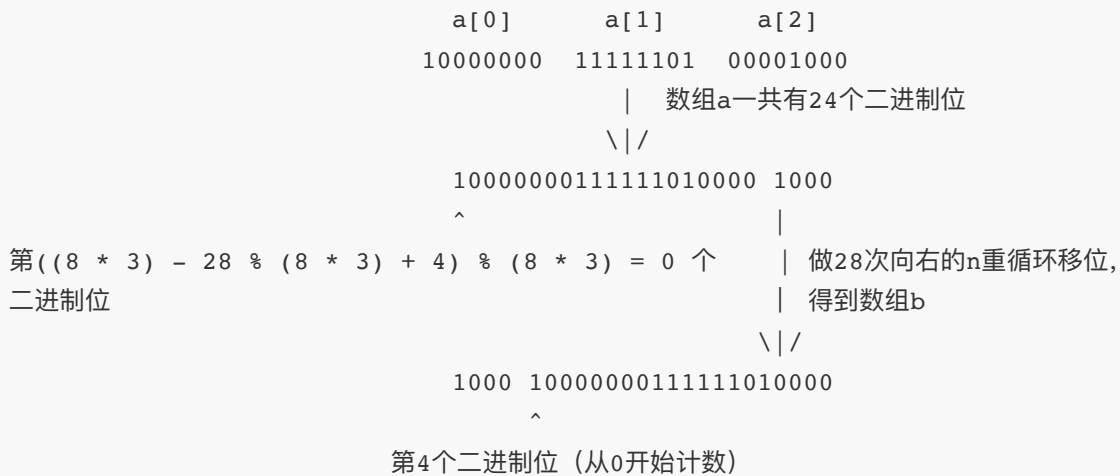 a[0] a[1] a[2]
10000000 11111101 00001000
| 数组a一共有24个二进制位
\|/
10000000111111010000 1000
^ |
第((8 * 3) - 28 % (8 * 3) + 4) % (8 * 3) = 0 个 | 做28次向右的n重循环移位，
二进制位 | 得到数组b
\|/
1000 10000000111111010000
^
第4个二进制位（从0开始计数）